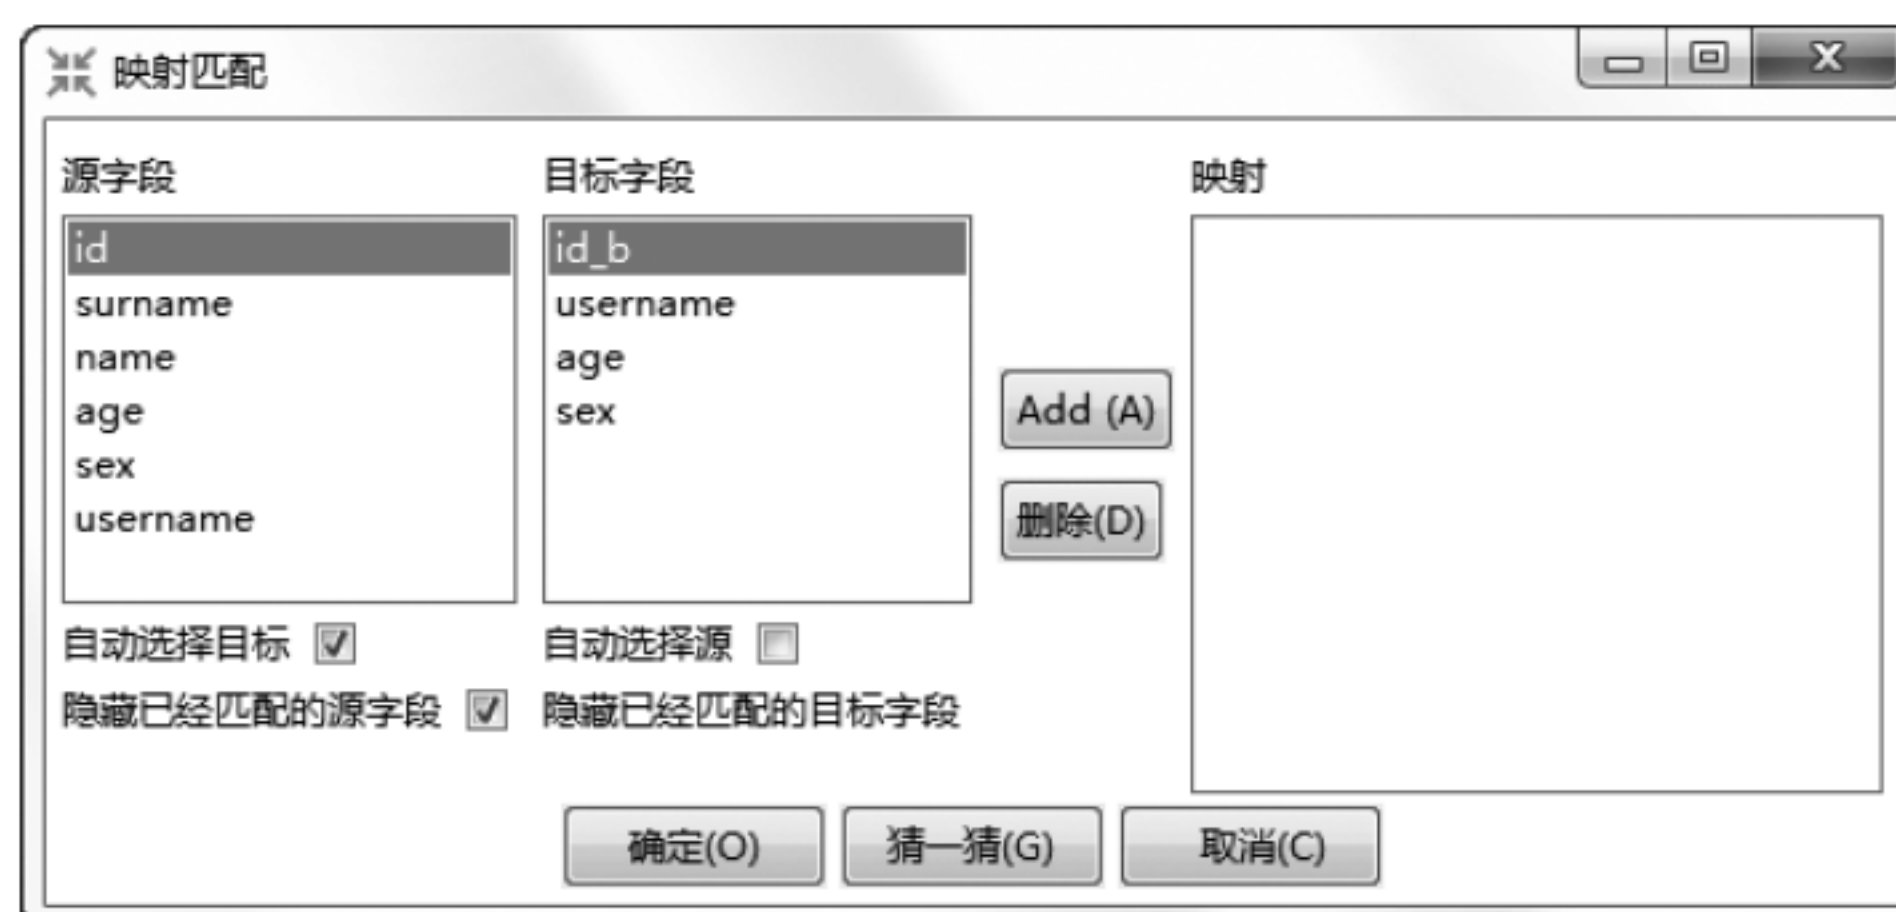 映射匹配
源字段
id
surname
name
age
sex
username
自动选择目标
隐藏已经匹配的源字段
目标字段
id_b
username
age
sex
自动选择源
隐藏已经匹配的目标字段
Add (A)
删除(D)
映射
确定(O)
猜一猜(G)
取消(C)